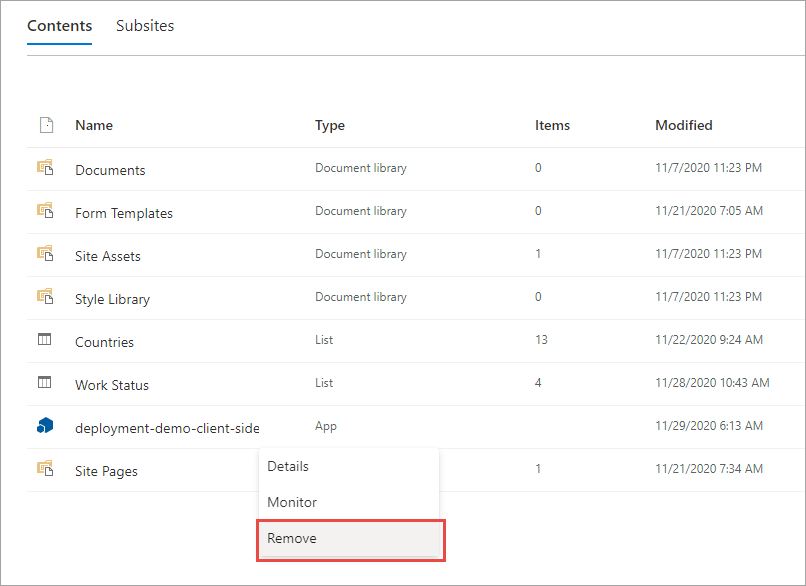 Contents Subsites
Name Type Items Modified
Documents Document library 0 11/7/2020 11:23 PM
Form Templates Document library 0 11/21/2020 7:05 AM
Site Assets Document library 1 11/7/2020 11:23 PM
Style Library Document library 0 11/7/2020 11:23 PM
Countries List 13 11/22/2020 9:24 AM
Work Status List 4 11/28/2020 10:43 AM
deployment-demo-client-side App 11/29/2020 6:13 AM
Site Pages 1 11/21/2020 7:34 AM
Details
Monitor
Remove